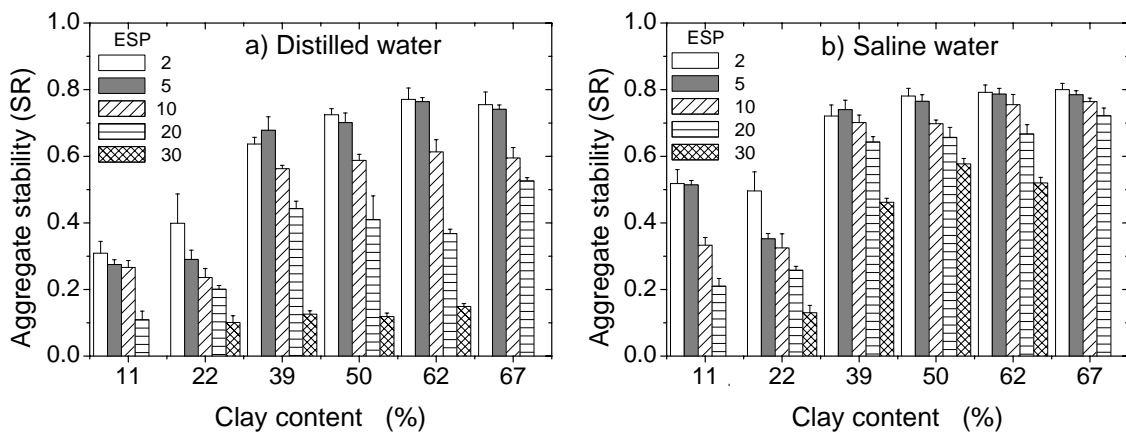 a) Distilled water
ESP
2
5
10
20
30
1.0
0.8
0.6
0.4
0.2
0.0
Aggregate stability (SR)
11 22 39 50 62 67
Clay content (%)
b) Saline water
ESP
2
5
10
20
30
1.0
0.8
0.6
0.4
0.2
0.0
Aggregate stability (SR)
11 22 39 50 62 67
Clay content (%)